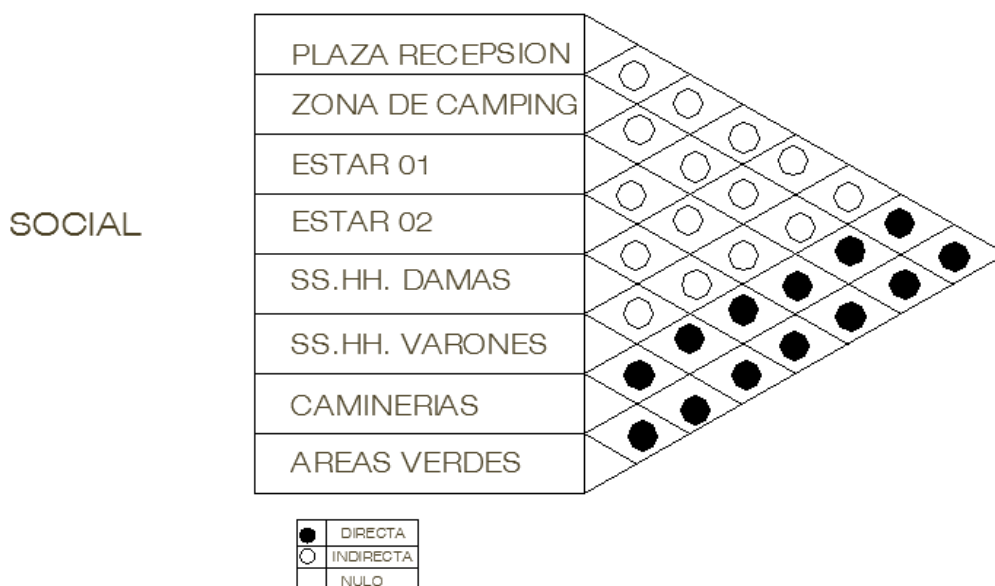 PLAZA RECEPSION
ZONA DE CAMPING
ESTAR 01
SOCIAL
ESTAR 02
SS.HH. DAMAS
SS.HH. VARONES
CAMINERIAS
AREAS VERDES
DIRECTA
INDIRECTA
NULO